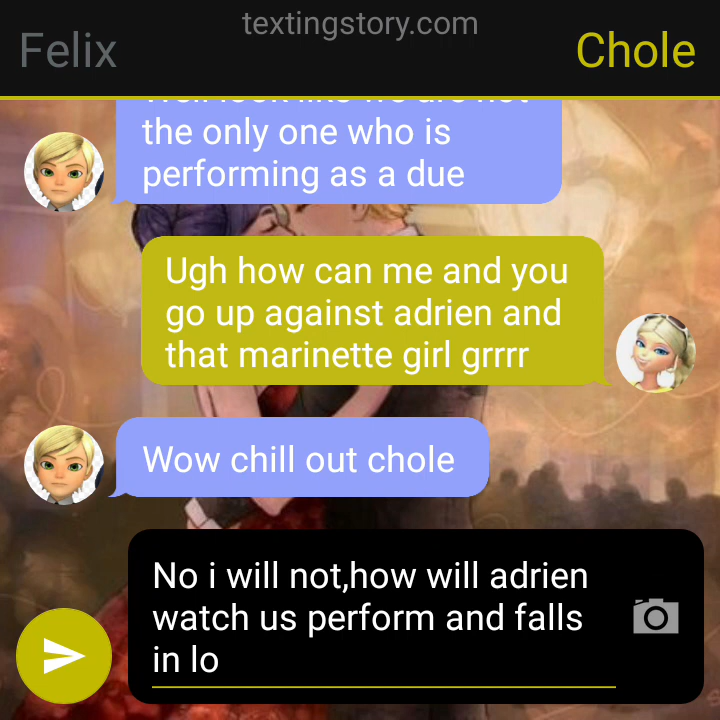 textingstory.com
Felix
Chole
the only one who is
performing as a due
Ugh how can me and you
go up against adrien and
that marinette girl grrrr
Wow chill out chole
No i will not,how will adrien
watch us perform and falls
in lo